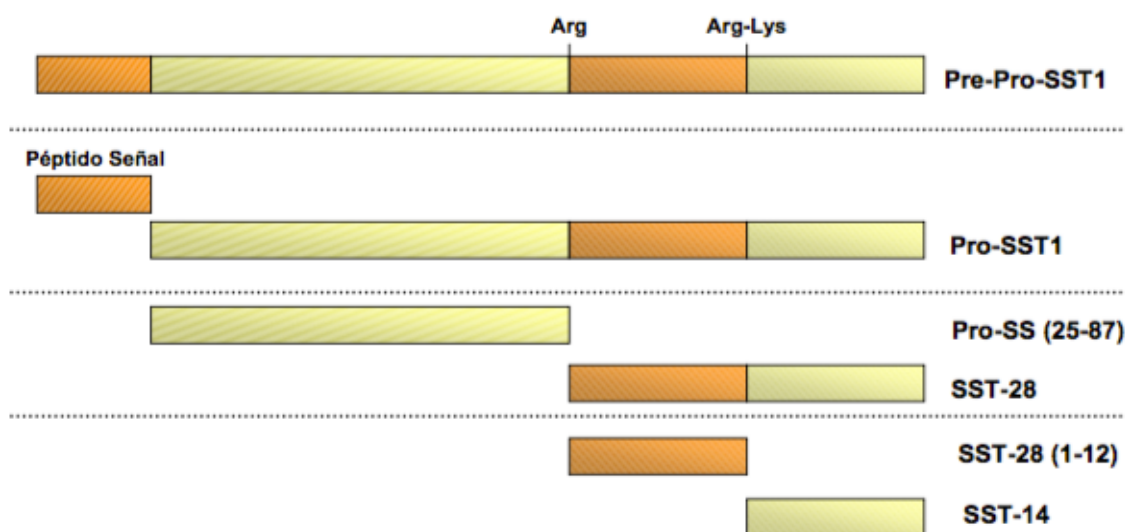 Arg
Arg-Lys
Pre-Pro-SST1
Péptido Señal
Pro-SST1
Pro-SS (25-87)
SST-28
SST-28 (1-12)
SST-14